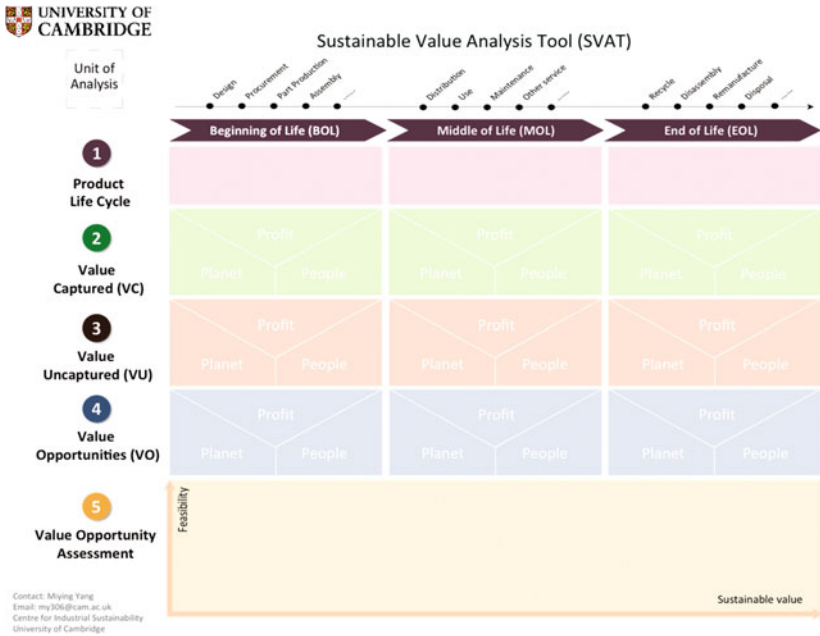 UNIVERSITY OF
CAMBRIDGE
Sustainable Value Analysis Tool (SVAT)
Unit of
Analysis
Design
Procurement
Part Production
Assembly
......
Distribution
Use
Maintenance
Other service
......
Recycle
Disassembly
Remanufacture
Disposal
......
Beginning of Life (BOL)
Middle of Life (MOL)
End of Life (EOL)
1
Product
Life Cycle
2
Value
Captured (VC)
Profit
Planet
People
Profit
Planet
People
Profit
Planet
People
3
Value
Uncaptured (VU)
Profit
Planet
People
Profit
Planet
People
Profit
Planet
People
4
Value
Opportunities (VO)
Profit
Planet
People
Profit
Planet
People
Profit
Planet
People
5
Value Opportunity
Assessment
Feasibility
Sustainable value
Contact: Miying Yang
Email: my306@cam.ac.uk
Centre for Industrial Sustainability
University of Cambridge